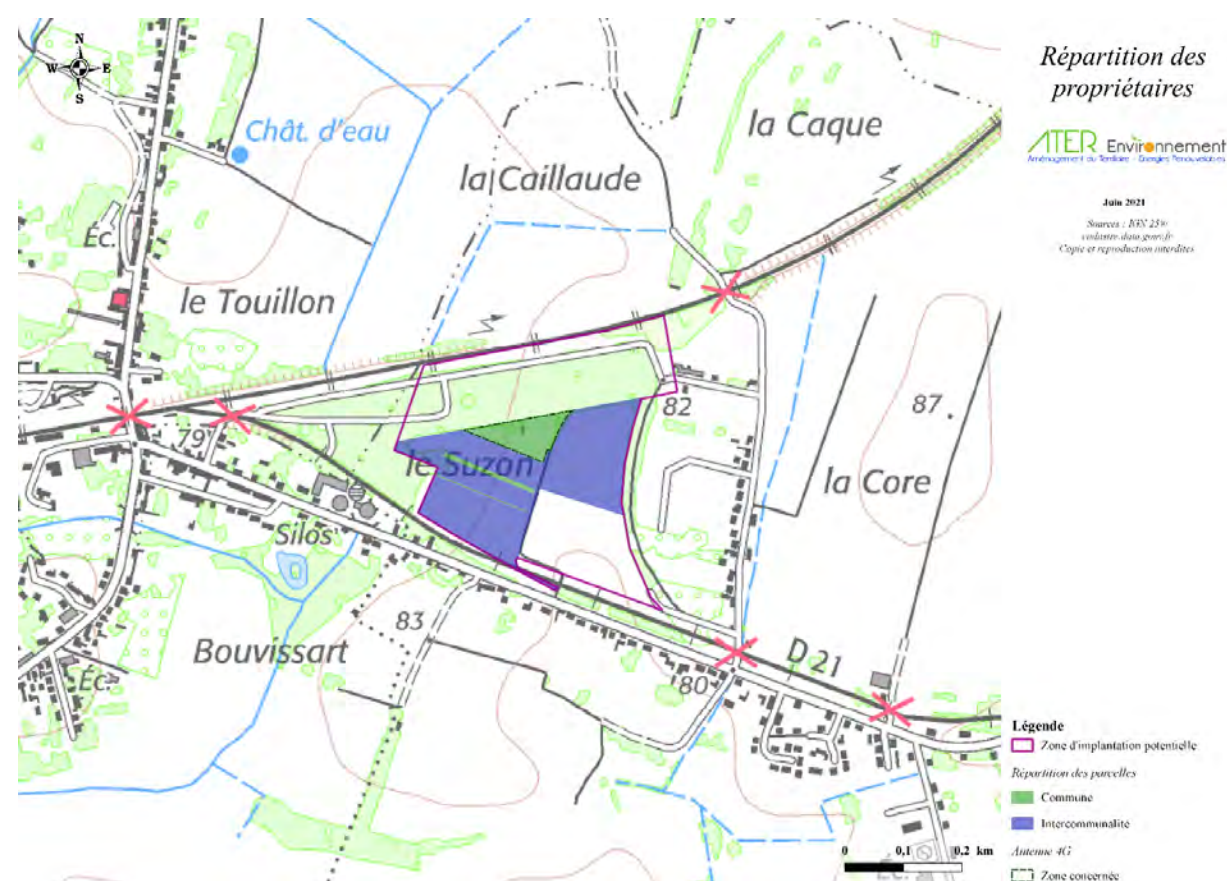 Répartition des
propriétaires
ATER Environnement
Aménagement du Territoire - Energies Renouvelables
Juin 2021
Sources : IGN 25®
cadastre.data.gouv.fr
Copie et reproduction interdites
N
W E
S
Chât. d'eau
la Caque
la Caillaude
Éc.
le Touillon
82
87
79
le Suzon
la Core
Silos
83
Bouvissart
D 21
Éc.
80
Légende
Zone d'implantation potentielle
Répartition des parcelles
Commune
Intercommunalité
0 0,1 0,2 km
Antenne 4G
Éc.
Zone concernée